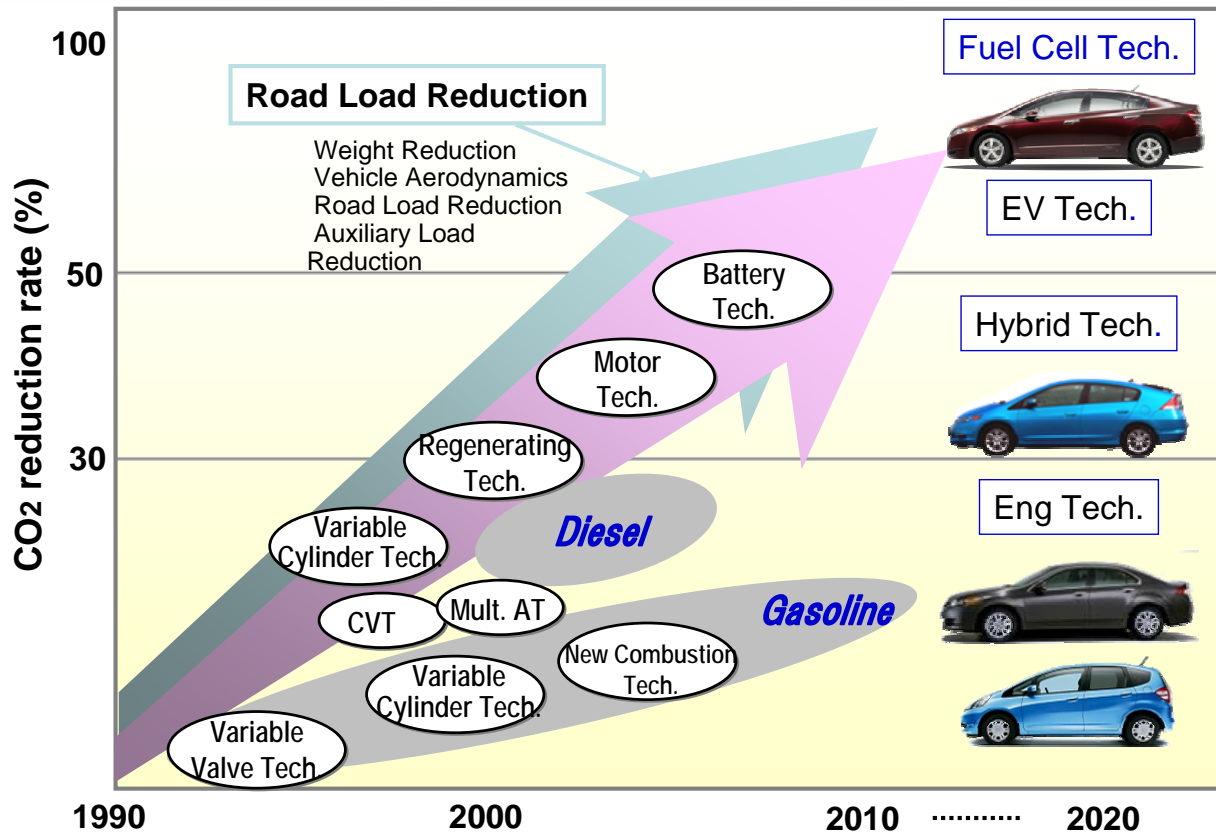 100
Fuel Cell Tech.
Road Load Reduction
Weight Reduction
Vehicle Aerodynamics
Road Load Reduction
Auxiliary Load
Reduction
EV Tech.
CO2 reduction rate (%)
50
Battery
Tech.
Hybrid Tech.
Motor
Tech.
30
Regenerating
Tech.
Eng Tech.
Variable
Cylinder Tech.
Diesel
CVT
Mult. AT
Gasoline
New Combustion
Tech.
Variable
Cylinder Tech.
Variable
Valve Tech.
1990
2000
2010 ........ 2020